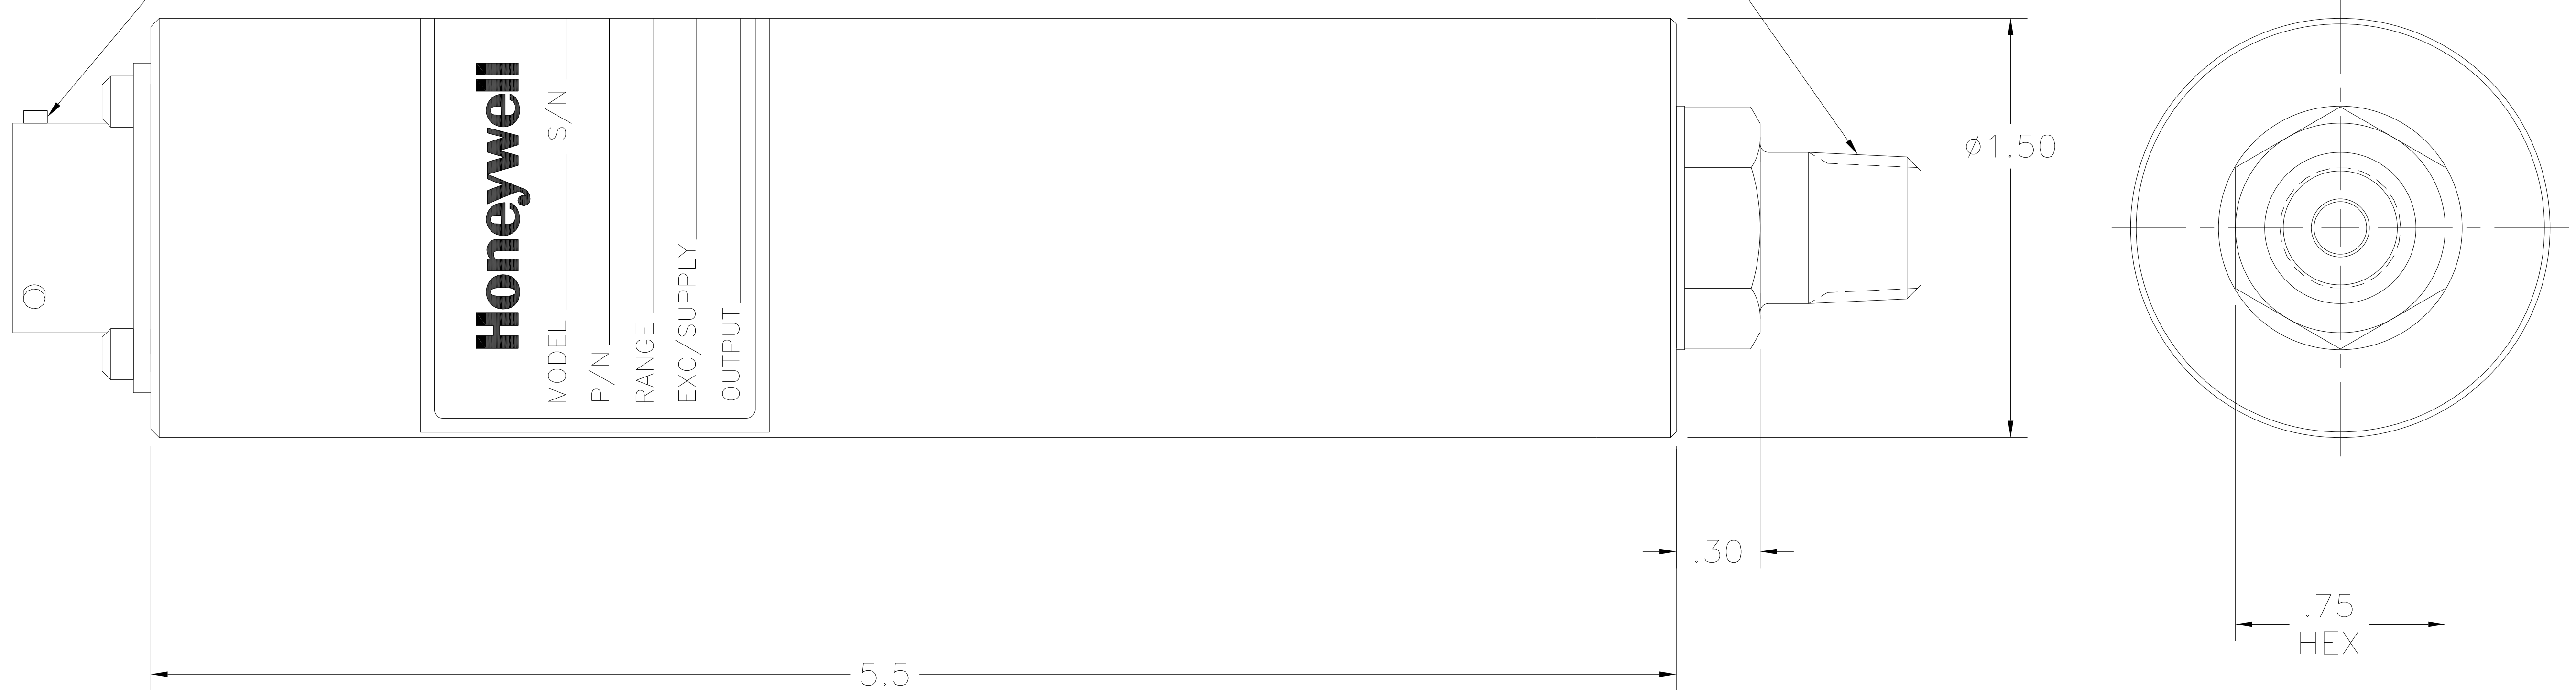 Honeywell
MODEL S/N
P/N
RANGE
EXC/SUPPLY
OUTPUT
ø1.50
.30
.75
HEX
5.5